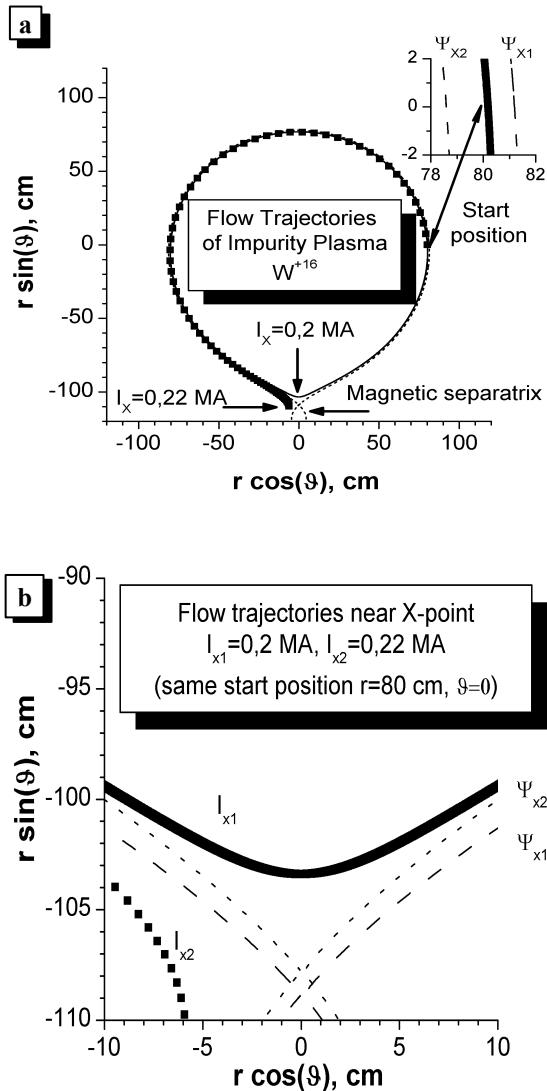 a
Ψ_X2
Ψ_X1
2
0
-2
78
80
82
Start
position
100
50
0
-50
-100
r sin(ϑ), cm
Flow Trajectories
of Impurity Plasma
W⁺¹⁶
I_X=0,2 MA
I_X=0,22 MA
Magnetic separatrix
-100
-50
0
50
100
r cos(ϑ), cm
b
-90
-95
-100
-105
-110
r sin(ϑ), cm
Flow trajectories near X-point
I_x1=0,2 MA, I_x2=0,22 MA
(same start position r=80 cm, ϑ=0)
I_x1
Ψ_x2
Ψ_x1
I_x2
-10
-5
0
5
10
r cos(ϑ), cm